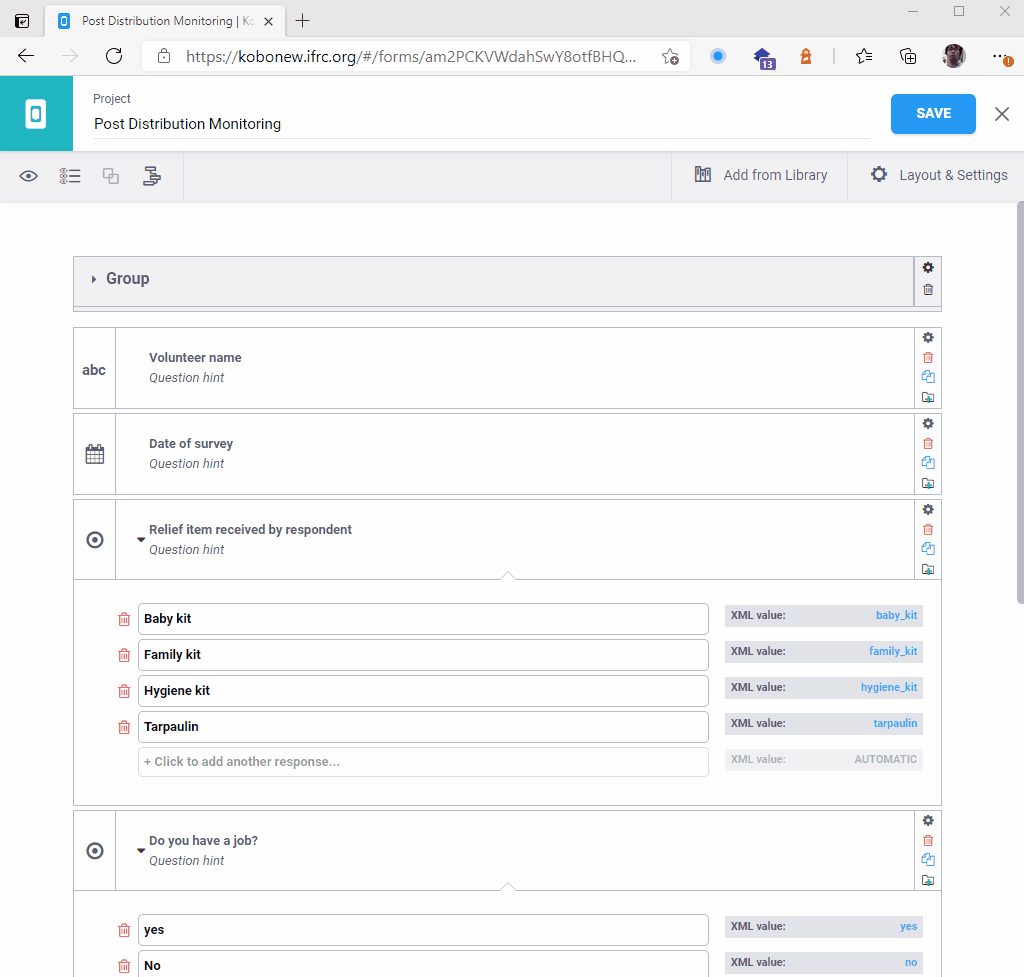 Post Distribution Monitoring | Ko
https://kobonew.ifrc.org/#/forms/am2PCKVWdahSwY8otfBHQ...
13
Project
Post Distribution Monitoring
SAVE
Add from Library
Layout & Settings
Group
abc
Volunteer name
Question hint
Date of survey
Question hint
Relief item received by respondent
Question hint
Baby kit
XML value:
baby_kit
Family kit
XML value:
family_kit
Hygiene kit
XML value:
hygiene_kit
Tarpaulin
XML value:
tarpaulin
+ Click to add another response...
XML value:
AUTOMATIC
Do you have a job?
Question hint
yes
XML value:
yes
No
XML value:
no